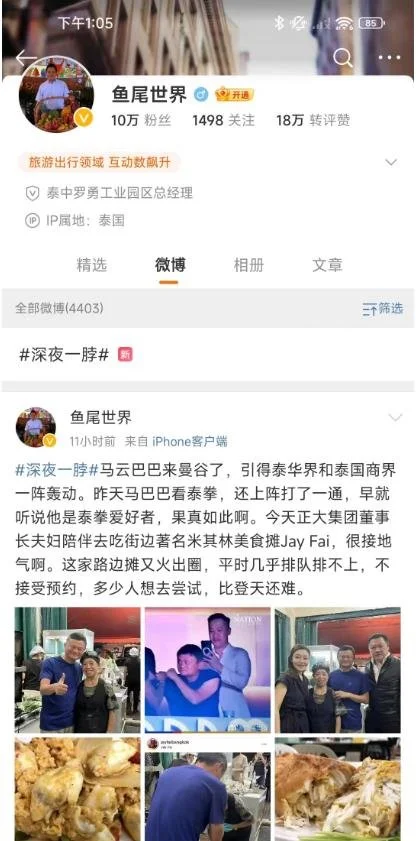 下午1:05
85
鱼尾世界
开通
10万 粉丝 1498 关注 18万 转评赞
旅游出行领域 互动数飙升
泰中罗勇工业园区总经理
IP IP属地：泰国
精选 微博 相册 文章
全部微博(4403) 筛选
#深夜一脖# 新
鱼尾世界
11小时前 来自 iPhone客户端
#深夜一脖#马云巴巴来曼谷了，引得泰华界和泰国商界
一阵轰动。昨天马巴巴看泰拳，还上阵打了一通，早就
听说他是泰拳爱好者，果真如此啊。今天正大集团董事
长夫妇陪伴去吃街边著名米其林美食摊Jay Fai，很接地
气啊。这家路边摊又火出圈，平时几乎排队排不上，不
接受预约，多少人想去尝试，比登天还难。
NATION